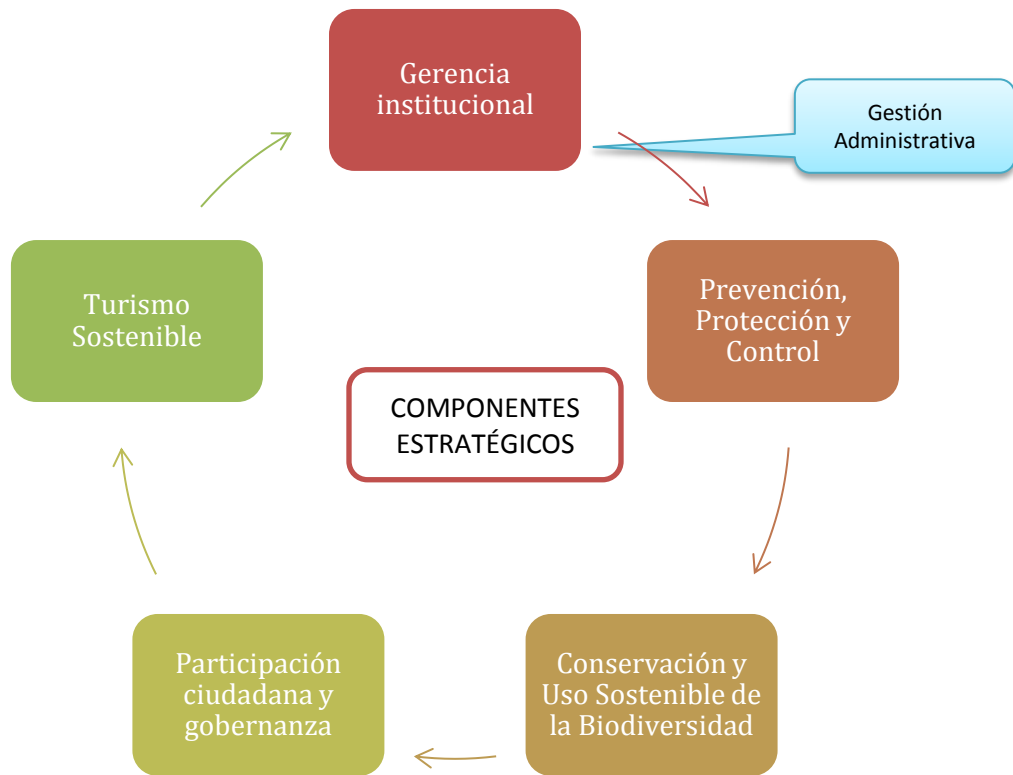 Gerencia
institucional
Gestión
Administrativa
Prevención,
Protección y
Control
Conservación y
Uso Sostenible de
la Biodiversidad
Participación
ciudadana y
gobernanza
Turismo
Sostenible
COMPONENTES
ESTRATÉGICOS